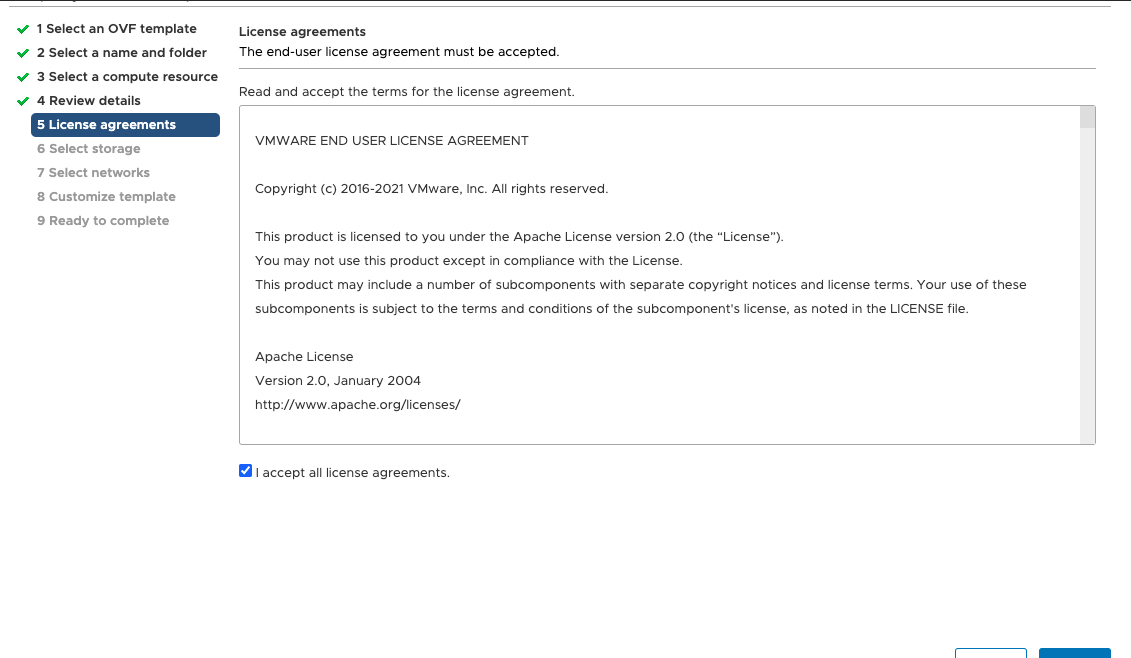 1 Select an OVF template
2 Select a name and folder
3 Select a compute resource
4 Review details
5 License agreements
6 Select storage
7 Select networks
8 Customize template
9 Ready to complete
License agreements
The end-user license agreement must be accepted.
Read and accept the terms for the license agreement.
VMWARE END USER LICENSE AGREEMENT
Copyright (c) 2016-2021 VMware, Inc. All rights reserved.
This product is licensed to you under the Apache License version 2.0 (the “License”).
You may not use this product except in compliance with the License.
This product may include a number of subcomponents with separate copyright notices and license terms. Your use of these
subcomponents is subject to the terms and conditions of the subcomponent's license, as noted in the LICENSE file.
Apache License
Version 2.0, January 2004
http://www.apache.org/licenses/
I accept all license agreements.